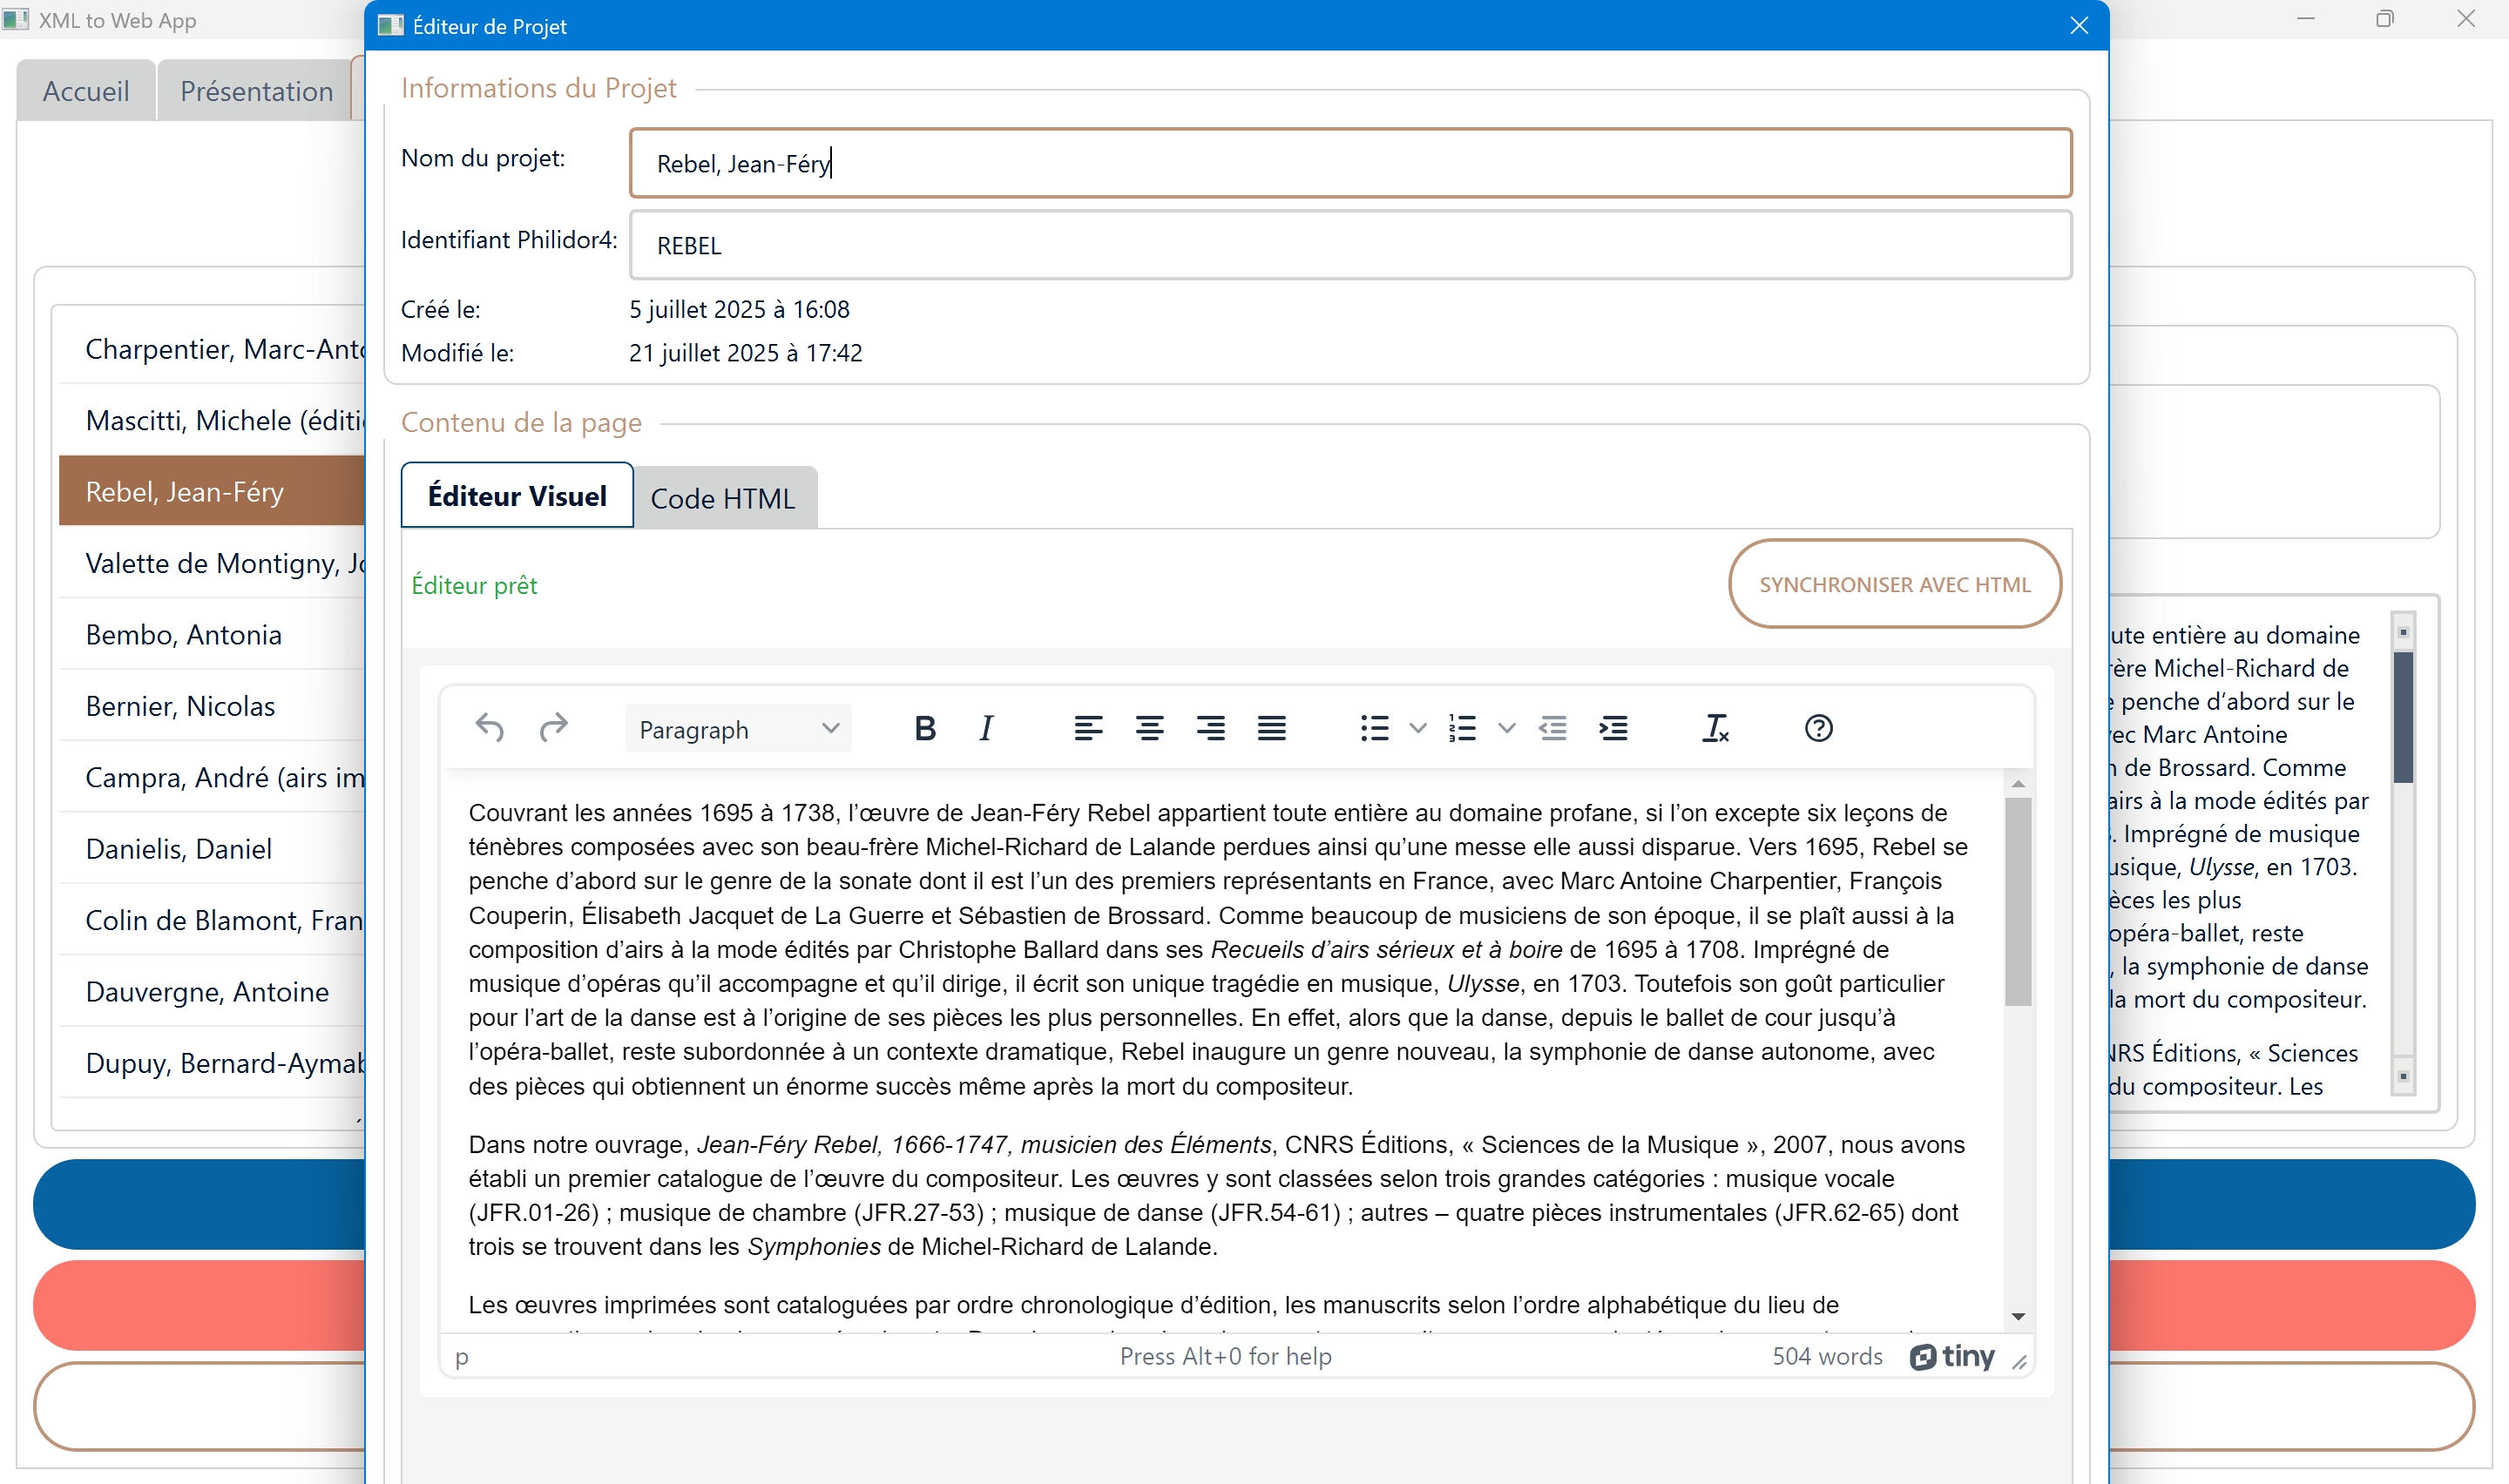 XML to Web App
Éditeur de Projet
Accueil
Présentation
Informations du Projet
Nom du projet:
Rebel, Jean-Féry
Identifiant Philidor4:
REBEL
Créé le:
5 juillet 2025 à 16:08
Modifié le:
21 juillet 2025 à 17:42
Charpentier, Marc-Anto
Mascitti, Michele (éditi
Rebel, Jean-Féry
Valette de Montigny, Jo
Bembo, Antonia
Bernier, Nicolas
Campra, André (airs im
Danielis, Daniel
Colin de Blamont, Fran
Dauvergne, Antoine
Dupuy, Bernard-Aymab
Contenu de la page
Éditeur Visuel
Code HTML
Éditeur prêt
SYNCHRONISER AVEC HTML
Paragraph
Couvrant les années 1695 à 1738, l’œuvre de Jean-Féry Rebel appartient toute entière au domaine profane, si l’on excepte six leçons de
ténèbres composées avec son beau-frère Michel-Richard de Lalande perdues ainsi qu’une messe elle aussi disparue. Vers 1695, Rebel se
penche d’abord sur le genre de la sonate dont il est l’un des premiers représentants en France, avec Marc Antoine Charpentier, François
Couperin, Élisabeth Jacquet de La Guerre et Sébastien de Brossard. Comme beaucoup de musiciens de son époque, il se plaît aussi à la
composition d’airs à la mode édités par Christophe Ballard dans ses Recueils d’airs sérieux et à boire de 1695 à 1708. Imprégné de
musique d’opéras qu’il accompagne et qu’il dirige, il écrit son unique tragédie en musique, Ulysse, en 1703. Toutefois son goût particulier
pour l’art de la danse est à l’origine de ses pièces les plus personnelles. En effet, alors que la danse, depuis le ballet de cour jusqu’à
l’opéra-ballet, reste subordonnée à un contexte dramatique, Rebel inaugure un genre nouveau, la symphonie de danse autonome, avec
des pièces qui obtiennent un énorme succès même après la mort du compositeur.
Dans notre ouvrage, Jean-Féry Rebel, 1666-1747, musicien des Éléments, CNRS Éditions, « Sciences de la Musique », 2007, nous avons
établi un premier catalogue de l’œuvre du compositeur. Les œuvres y sont classées selon trois grandes catégories : musique vocale
(JFR.01-26) ; musique de chambre (JFR.27-53) ; musique de danse (JFR.54-61) ; autres – quatre pièces instrumentales (JFR.62-65) dont
trois se trouvent dans les Symphonies de Michel-Richard de Lalande.
Les œuvres imprimées sont cataloguées par ordre chronologique d’édition, les manuscrits selon l’ordre alphabétique du lieu de
p
Press Alt+0 for help
504 words
tiny
ute entière au domaine
rère Michel-Richard de
e penche d’abord sur le
vec Marc Antoine
n de Brossard. Comme
airs à la mode édités par
. Imprégné de musique
usique, Ulysse, en 1703.
èces les plus
opéra-ballet, reste
, la symphonie de danse
la mort du compositeur.
NRS Éditions, « Sciences
du compositeur. Les